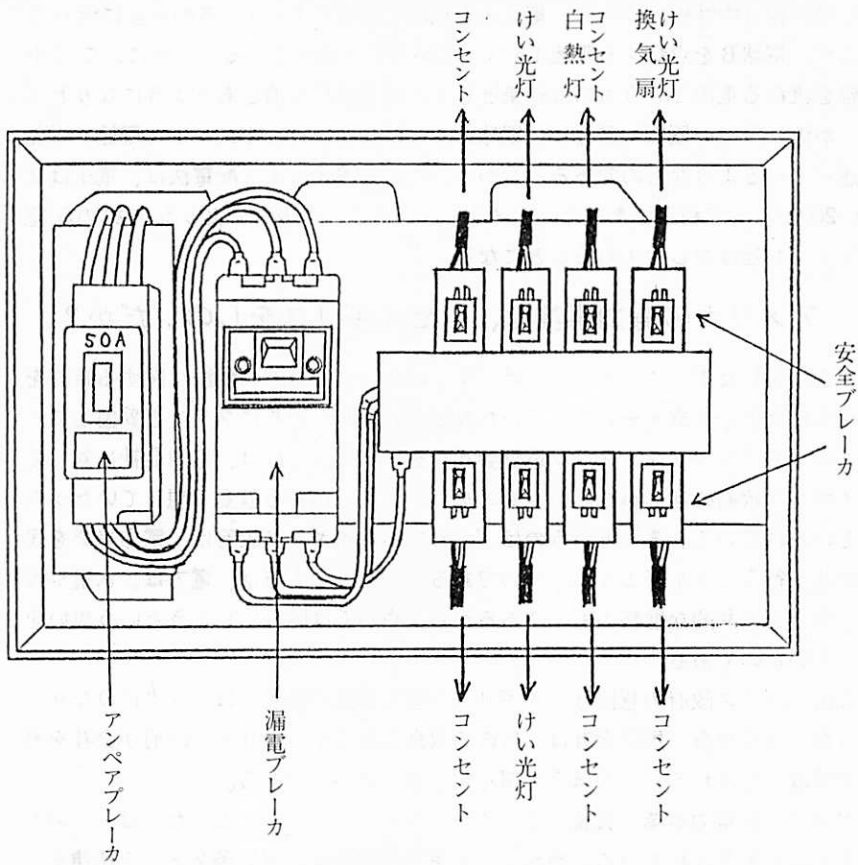 けい光灯
換気扇
コンセント
白熱灯
けい光灯
コンセント
安全ブレーカ
50A
コンセント
コンセント
けい光灯
コンセント
漏電ブレーカ
アンペアブレーカ